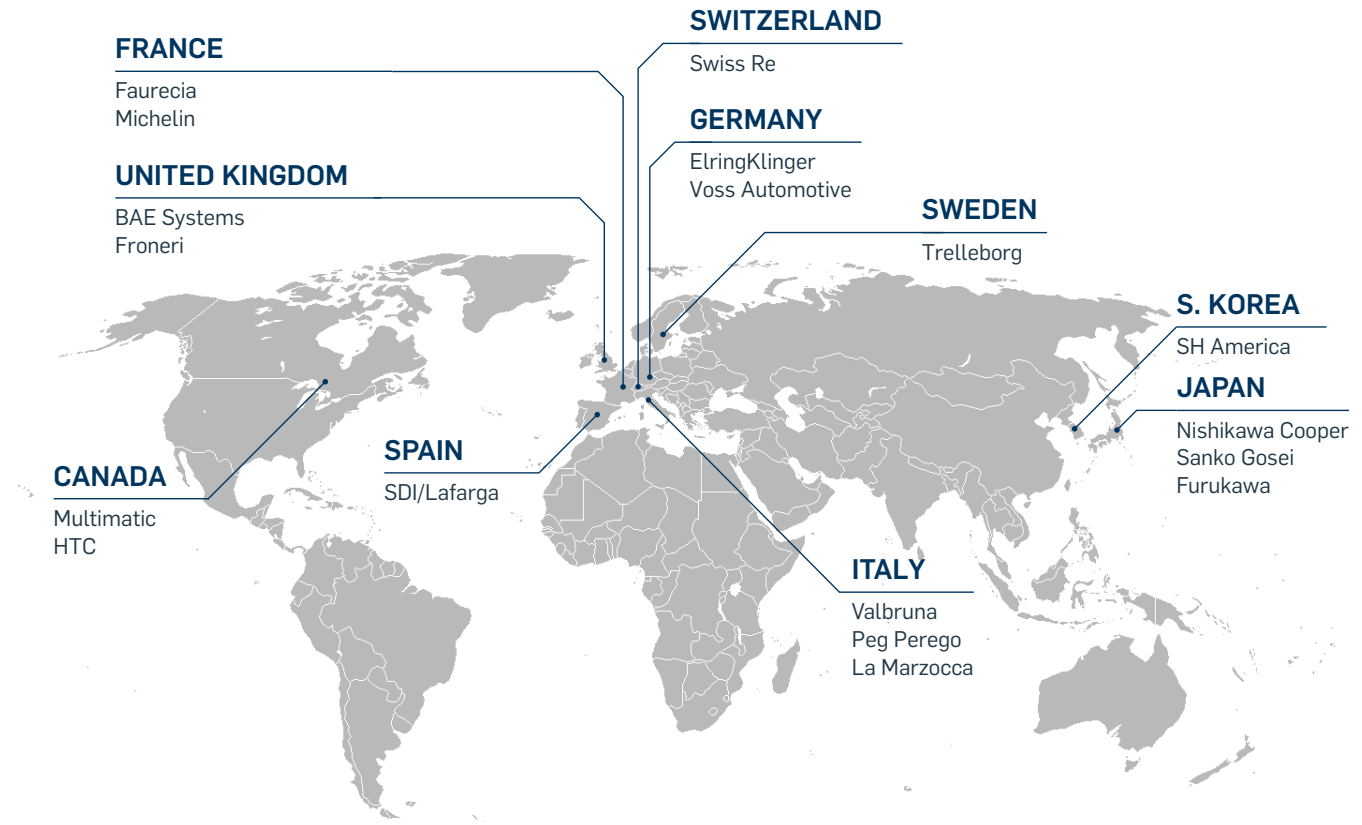 SWITZERLAND
Swiss Re
FRANCE
Faurecia
Michelin
GERMANY
ElringKlinger
Voss Automotive
UNITED KINGDOM
BAE Systems
Froneri
SWEDEN
Trelleborg
S. KOREA
SH America
JAPAN
Nishikawa Cooper
Sanko Gosei
Furukawa
SPAIN
SDI/Lafarga
CANADA
Multimatic
HTC
ITALY
Valbruna
Peg Perego
La Marzocca